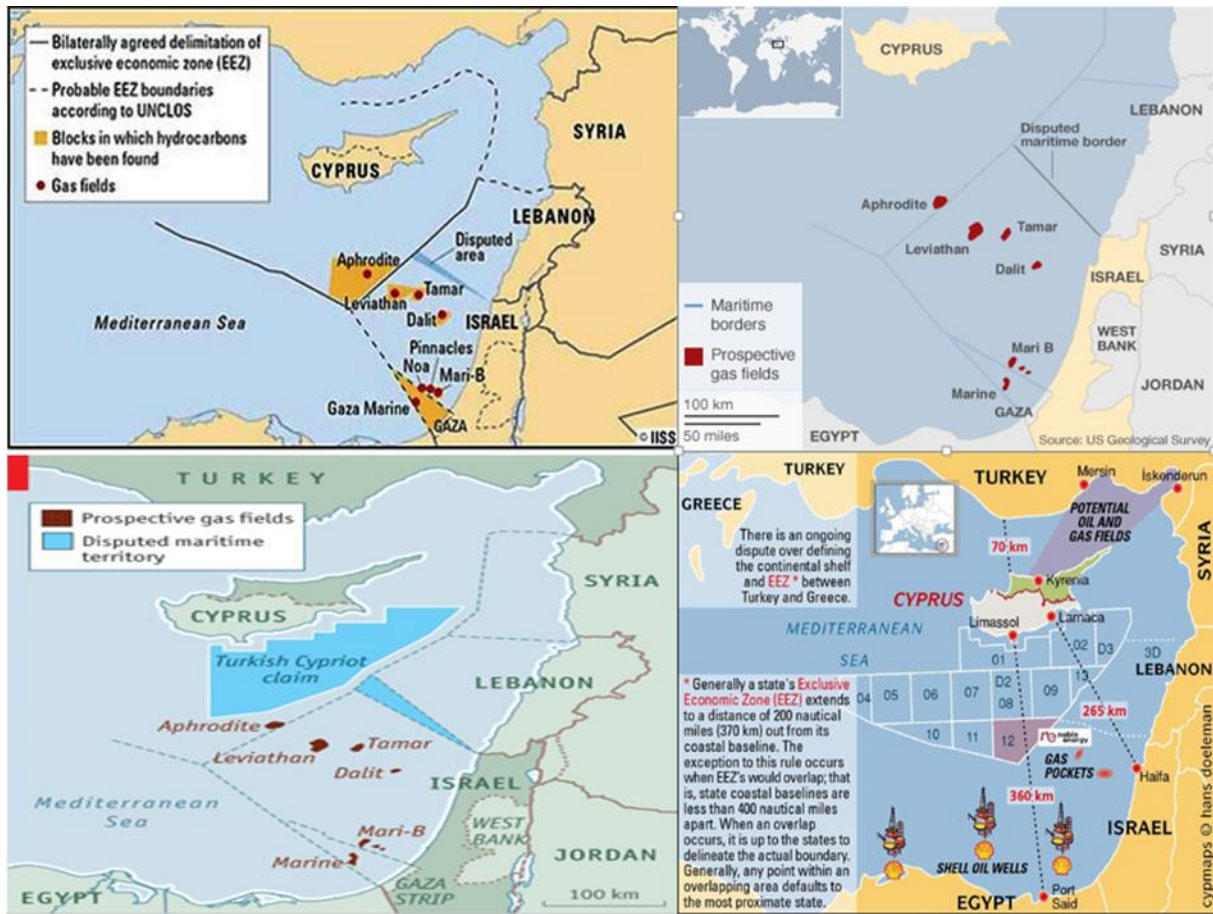 Bilaterally agreed delimitation of
exclusive economic zone (EEZ)
Probable EEZ boundaries
according to UNCLOS
Blocks in which hydrocarbons
have been found
Gas fields
CYPRUS
SYRIA
LEBANON
Disputed
area
Aphrodite
Leviathan
Tamar
Dalit
ISRAEL
Mediterranean Sea
Pinnacles
Noa
Mari-B
Gaza Marine
GAZA
© IISS
CYPRUS
LEBANON
Disputed
maritime border
Aphrodite
Leviathan
Tamar
Dalit
SYRIA
ISRAEL
Maritime
borders
Prospective
gas fields
WEST
BANK
Mari B
Marine
GAZA
JORDAN
100 km
50 miles
EGYPT
Source: US Geological Survey
TURKEY
Prospective gas fields
Disputed maritime
territory
SYRIA
CYPRUS
Turkish Cypriot
claim
LEBANON
Aphrodite
Leviathan
Tamar
Dalit
ISRAEL
Mediterranean
Sea
Mari-B
Marine
WEST
BANK
JORDAN
GAZA
STRIP
EGYPT
100 km
TURKEY
GREECE
TURKEY
Mersin
İskenderun
POTENTIAL
OIL AND
GAS FIELDS
SYRIA
There is an ongoing
dispute over defining
the continental shelf
and EEZ * between
Turkey and Greece.
70 km
Kyrenia
CYPRUS
Limassol
Larnaca
MEDITERRANEAN
SEA
01
02
D3
3D
LEBANON
04
05
06
07
D2
08
09
13
10
11
12
noble
energy
265 km
GAS
POCKETS
Haifa
* Generally a state's Exclusive
Economic Zone (EEZ) extends
to a distance of 200 nautical
miles (370 km) out from its
coastal baseline. The
exception to this rule occurs
when EEZ's would overlap; that
is, state coastal baselines are
less than 400 nautical miles
apart. When an overlap
occurs, it is up to the states to
delineate the actual boundary.
Generally, any point within an
overlapping area defaults to
the most proximate state.
360 km
ISRAEL
SHELL OIL WELLS
Port
Said
EGYPT
cypmaps © hans doeleman